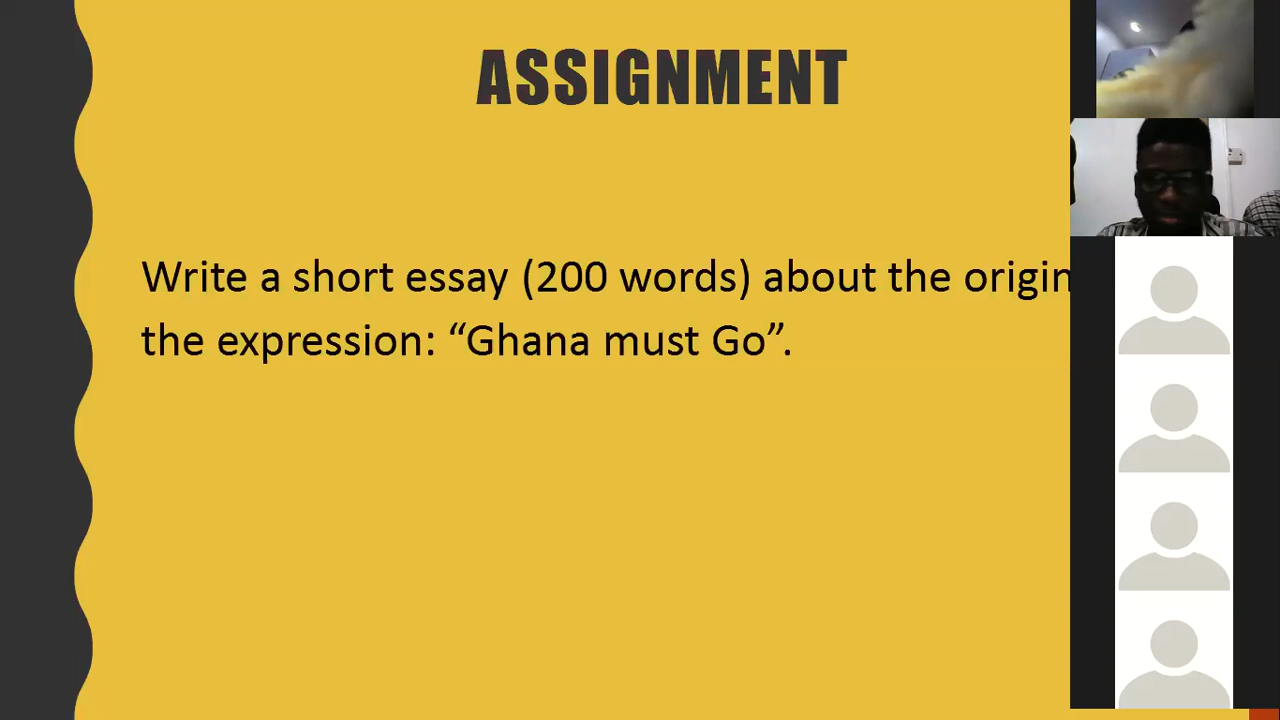 ASSIGNMENT
Write a short essay (200 words) about the origin
the expression: “Ghana must Go”.